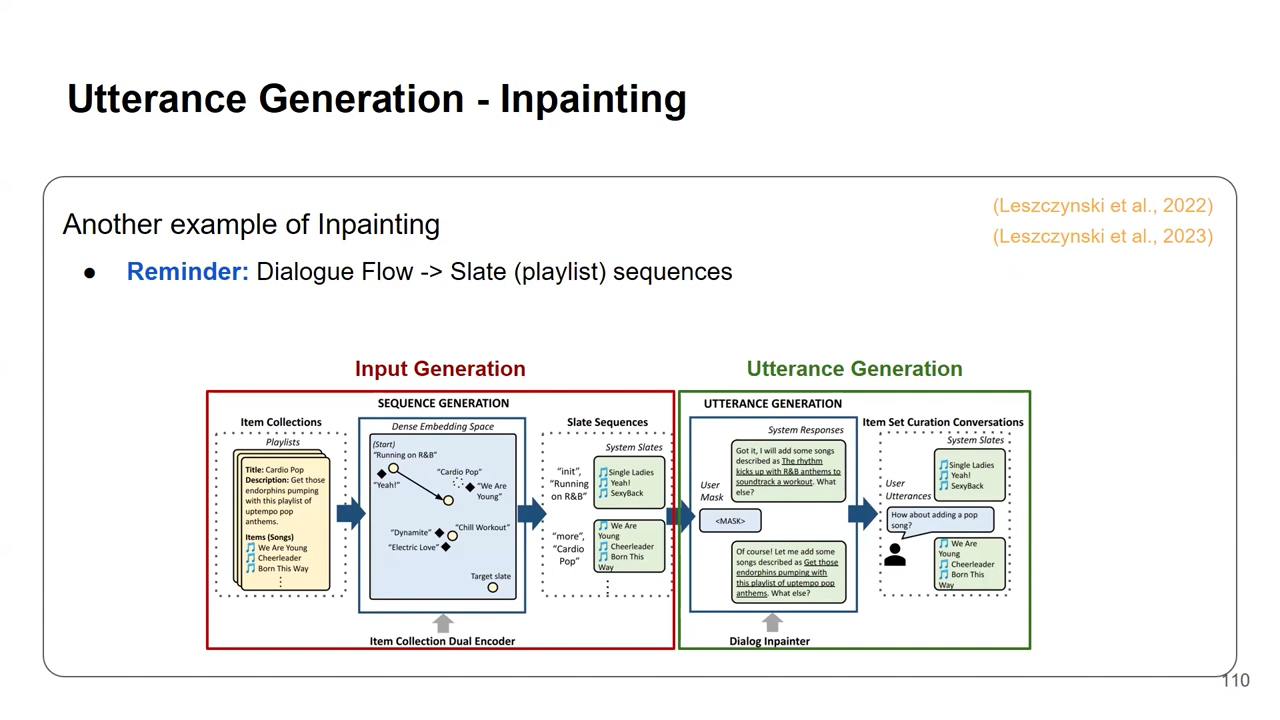 Utterance Generation - Inpainting
(Leszczynski et al., 2022)
(Leszczynski et al., 2023)
Another example of Inpainting
● Reminder: Dialogue Flow -> Slate (playlist) sequences
Input Generation
Utterance Generation
SEQUENCE GENERATION
Item Collections
Playlists
Title: Cardio Pop
Description: Get those
endorphins pumping
with this playlist of
uptempo pop
anthems.
Items (Songs)
We Are Young
Cheerleader
Born This Way
Dense Embedding Space
(Start)
"Running on R&B"
"Yeah!"
"Cardio Pop"
"We Are
Young"
"Dynamite"
"Chill Workout"
"Electric Love"
Target slate
Item Collection Dual Encoder
Slate Sequences
System Slates
"init",
"Running
on R&B"
Single Ladies
Yeah!
SexyBack
"more",
"Cardio
Pop"
We Are
Young
Cheerleader
Born This
Way
UTTERANCE GENERATION
System Responses
Got it, I will add some songs
described as The rhythm
kicks up with R&B anthems to
soundtrack a workout. What
else?
User
Mask
<MASK>
Of course! Let me add some
songs described as Get those
endorphins pumping with
this playlist of uptempo pop
anthems. What else?
Dialog Inpainter
Item Set Curation Conversations
System Slates
Single Ladies
Yeah!
SexyBack
User
Utterances
How about adding a pop
song?
We Are
Young
Cheerleader
Born This
Way
110